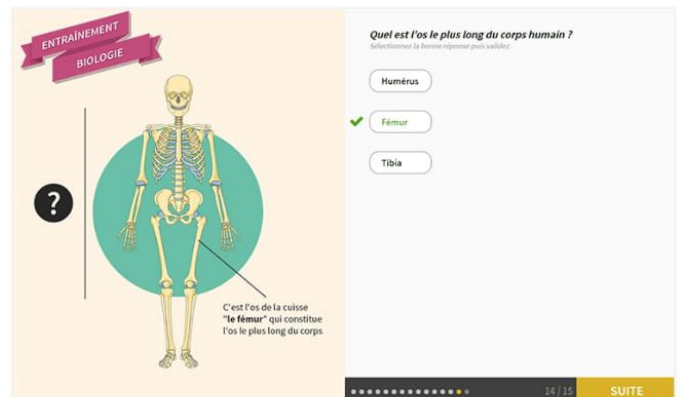 ENTRAÎNEMENT
BIOLOGIE
?
C'est l'os de la cuisse
"le fémur" qui constitue
l'os le plus long du corps
Quel est l'os le plus long du corps humain ?
Sélectionnez la bonne réponse puis validez
Humérus
Fémur
Tibia
14 / 15
SUITE